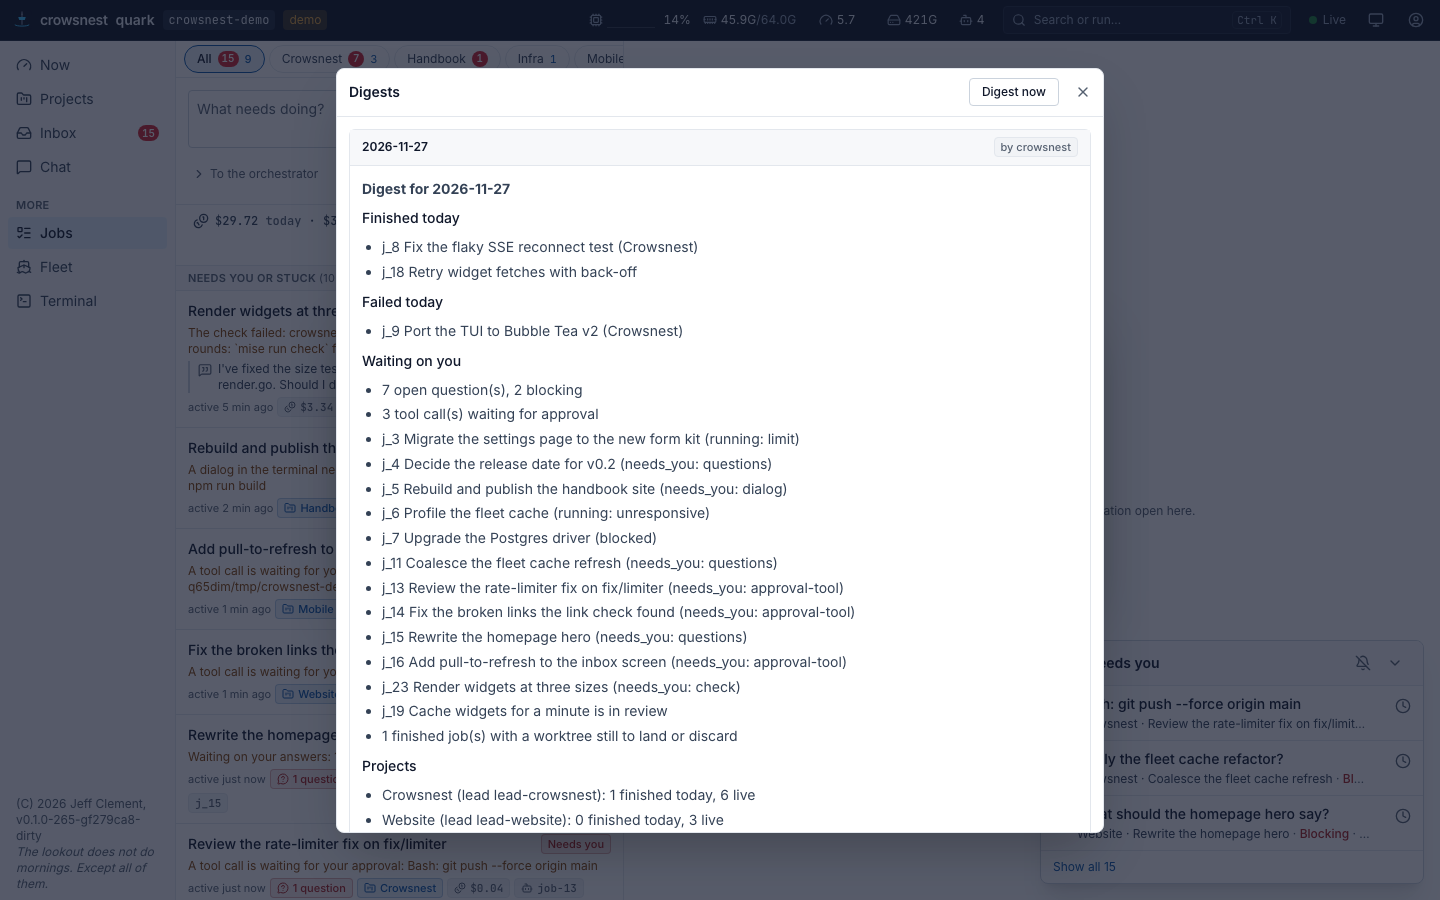 crowsnest quark crowsnest-demo demo
14% 45.9G/64.0G 5.7 421G 4
Search or run... Ctrl K
Live
Now
Projects
Inbox 15
Chat
MORE
Jobs
Fleet
Terminal
(C) 2026 Jeff Clement,
v0.1.0-265-gf279ca8-
dirty
The lookout does not do
mornings. Except all of
them.
All 15 9 Crowsnest 7 3 Handbook 1 Infra 1 Mobile
What needs doing?
To the orchestrator
$29.72 today · $3
NEEDS YOU OR STUCK (10
Render widgets at thre
The check failed: crowsne
rounds: `mise run check` f
I've fixed the size tes
render.go. Should I d
active 5 min ago $3.34
Rebuild and publish th
A dialog in the terminal ne
npm run build
active 2 min ago Handb
Add pull-to-refresh to
A tool call is waiting for yo
q65dim/tmp/crowsnest-de
active 1 min ago Mobile
Fix the broken links th
A tool call is waiting for yo
active 1 min ago Websit
Rewrite the homepage
Waiting on your answers:
active just now 1 questio
j_15
Review the rate-limiter fix on fix/limiter Needs you
A tool call is waiting for your approval: Bash: git push --force origin main
active just now 1 question Crowsnest $0.04 job-13
Digests
Digest now
2026-11-27 by crowsnest
Digest for 2026-11-27
Finished today
j_8 Fix the flaky SSE reconnect test (Crowsnest)
j_18 Retry widget fetches with back-off
Failed today
j_9 Port the TUI to Bubble Tea v2 (Crowsnest)
Waiting on you
7 open question(s), 2 blocking
3 tool call(s) waiting for approval
j_3 Migrate the settings page to the new form kit (running: limit)
j_4 Decide the release date for v0.2 (needs_you: questions)
j_5 Rebuild and publish the handbook site (needs_you: dialog)
j_6 Profile the fleet cache (running: unresponsive)
j_7 Upgrade the Postgres driver (blocked)
j_11 Coalesce the fleet cache refresh (needs_you: questions)
j_13 Review the rate-limiter fix on fix/limiter (needs_you: approval-tool)
j_14 Fix the broken links the link check found (needs_you: approval-tool)
j_15 Rewrite the homepage hero (needs_you: questions)
j_16 Add pull-to-refresh to the inbox screen (needs_you: approval-tool)
j_23 Render widgets at three sizes (needs_you: check)
j_19 Cache widgets for a minute is in review
1 finished job(s) with a worktree still to land or discard
Projects
Crowsnest (lead lead-crowsnest): 1 finished today, 6 live
Website (lead lead-website): 0 finished today, 3 live
ation open here.
eeds you
h: git push --force origin main
wsnest · Review the rate-limiter fix on fix/limit...
ly the fleet cache refactor?
wsnest · Coalesce the fleet cache refresh · Bl...
at should the homepage hero say?
Website · Rewrite the homepage hero · Blocking · ...
Show all 15